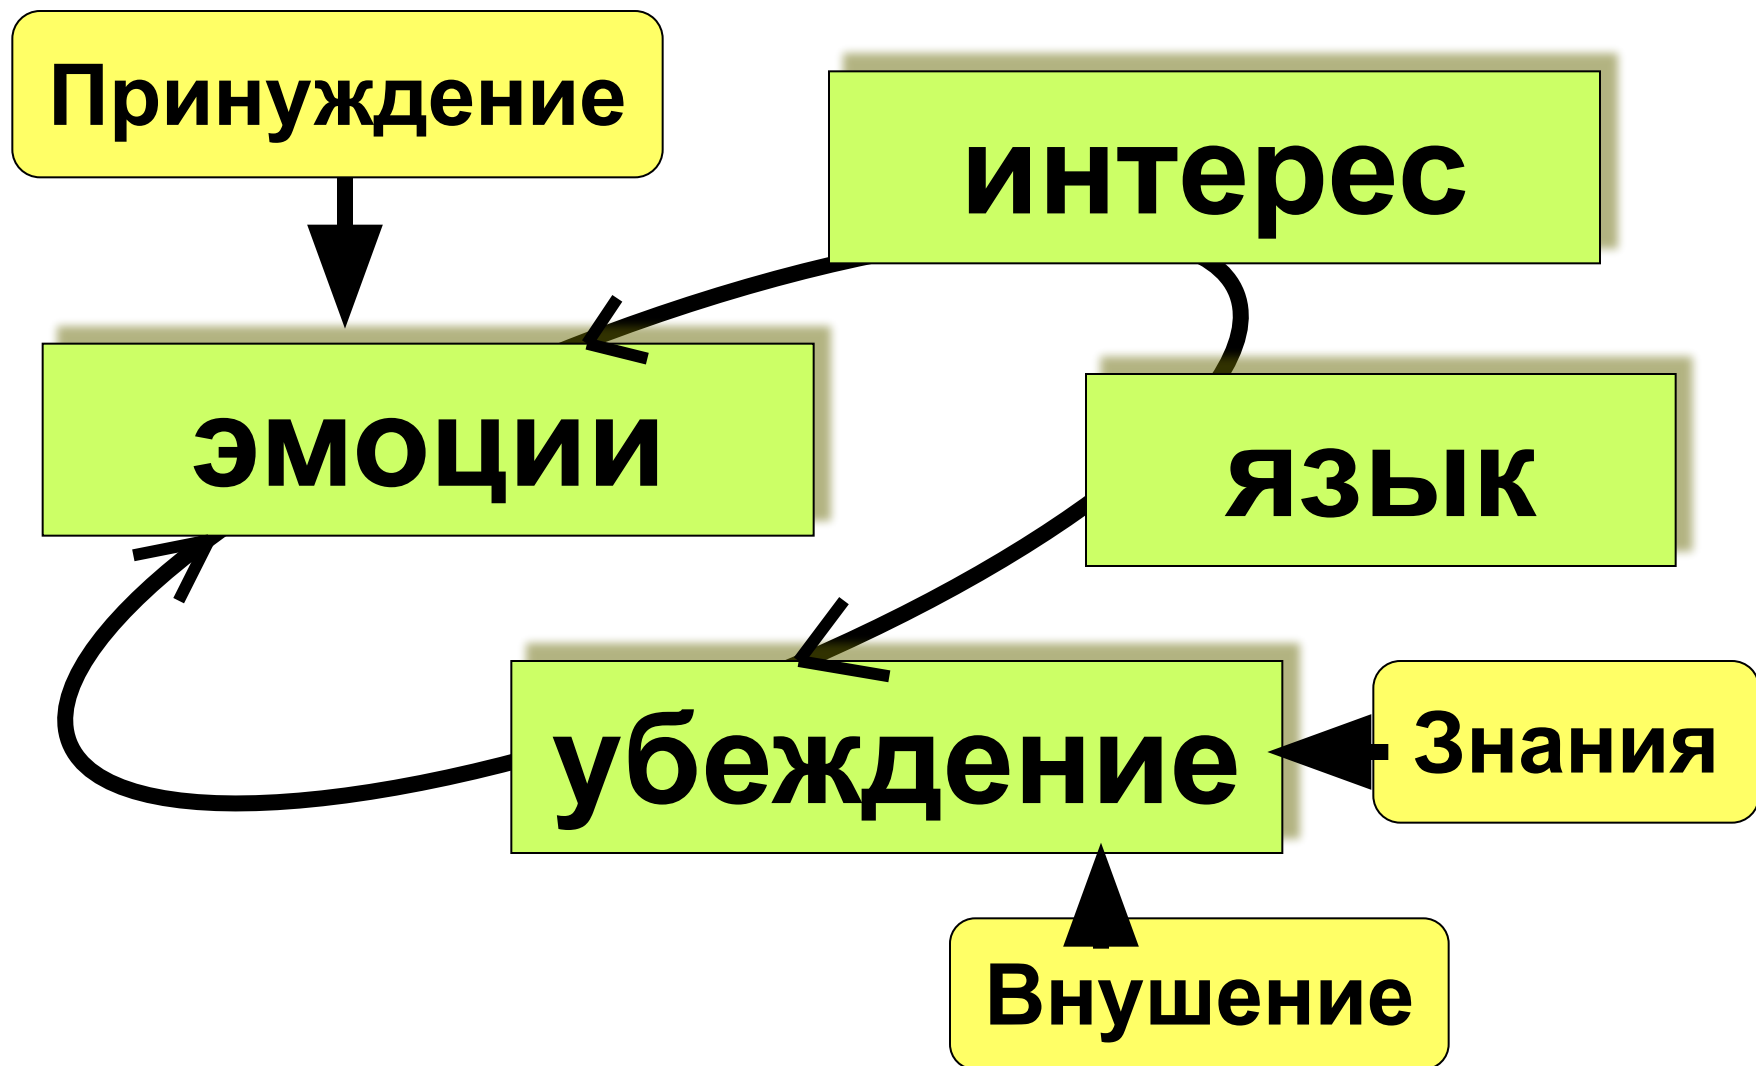 Принуждение
интерес
эмоции
язык
убеждение
Знания
Внушение